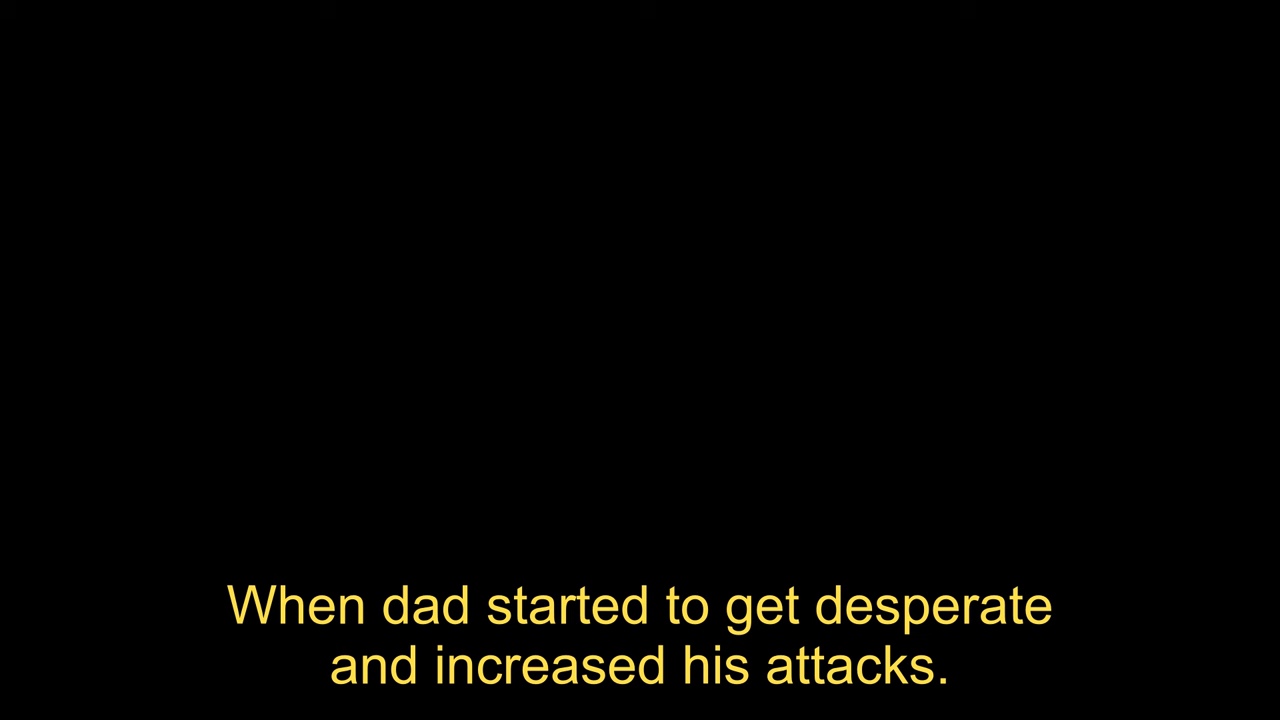 When dad started to get desperate
and increased his attacks.